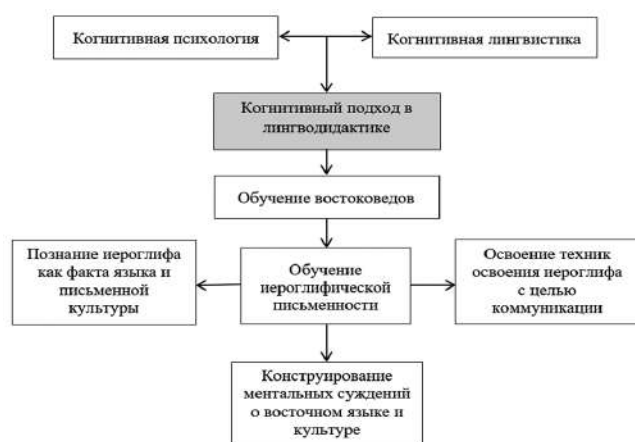 Когнитивная психология
Когнитивная лингвистика
Когнитивный подход в
лингводидактике
Обучение востоковедов
Познание иероглифа
как факта языка и
письменной
культуры
Обучение
иероглифической
письменности
Освоение техник
освоения иероглифа
с целью
коммуникации
Конструирование
ментальных суждений
о восточном языке и
культуре